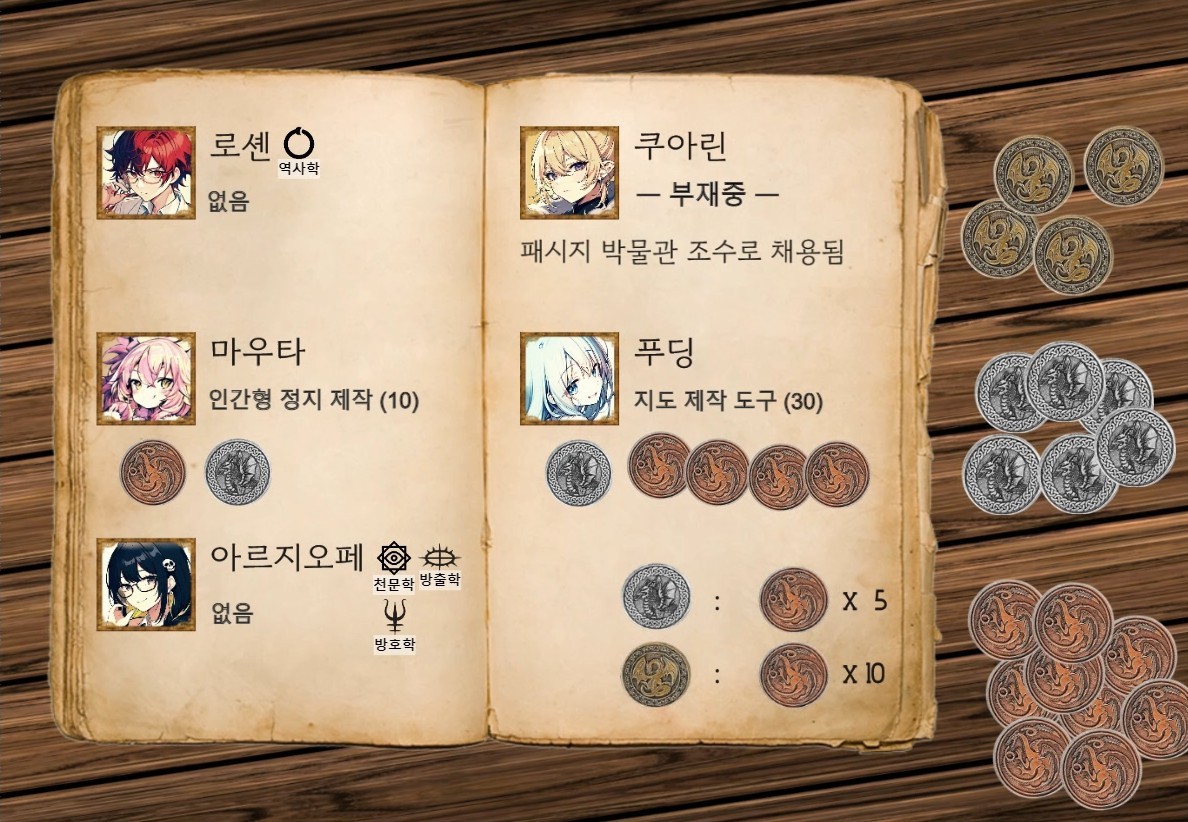 로셴
역사학
없음
마우타
인간형 정지 제작 (10)
아르지오페
천문학 방출학
없음
방호학
쿠아린
— 부재중 —
패시지 박물관 조수로 채용됨
푸딩
지도 제작 도구 (30)
: X 5
: X 10